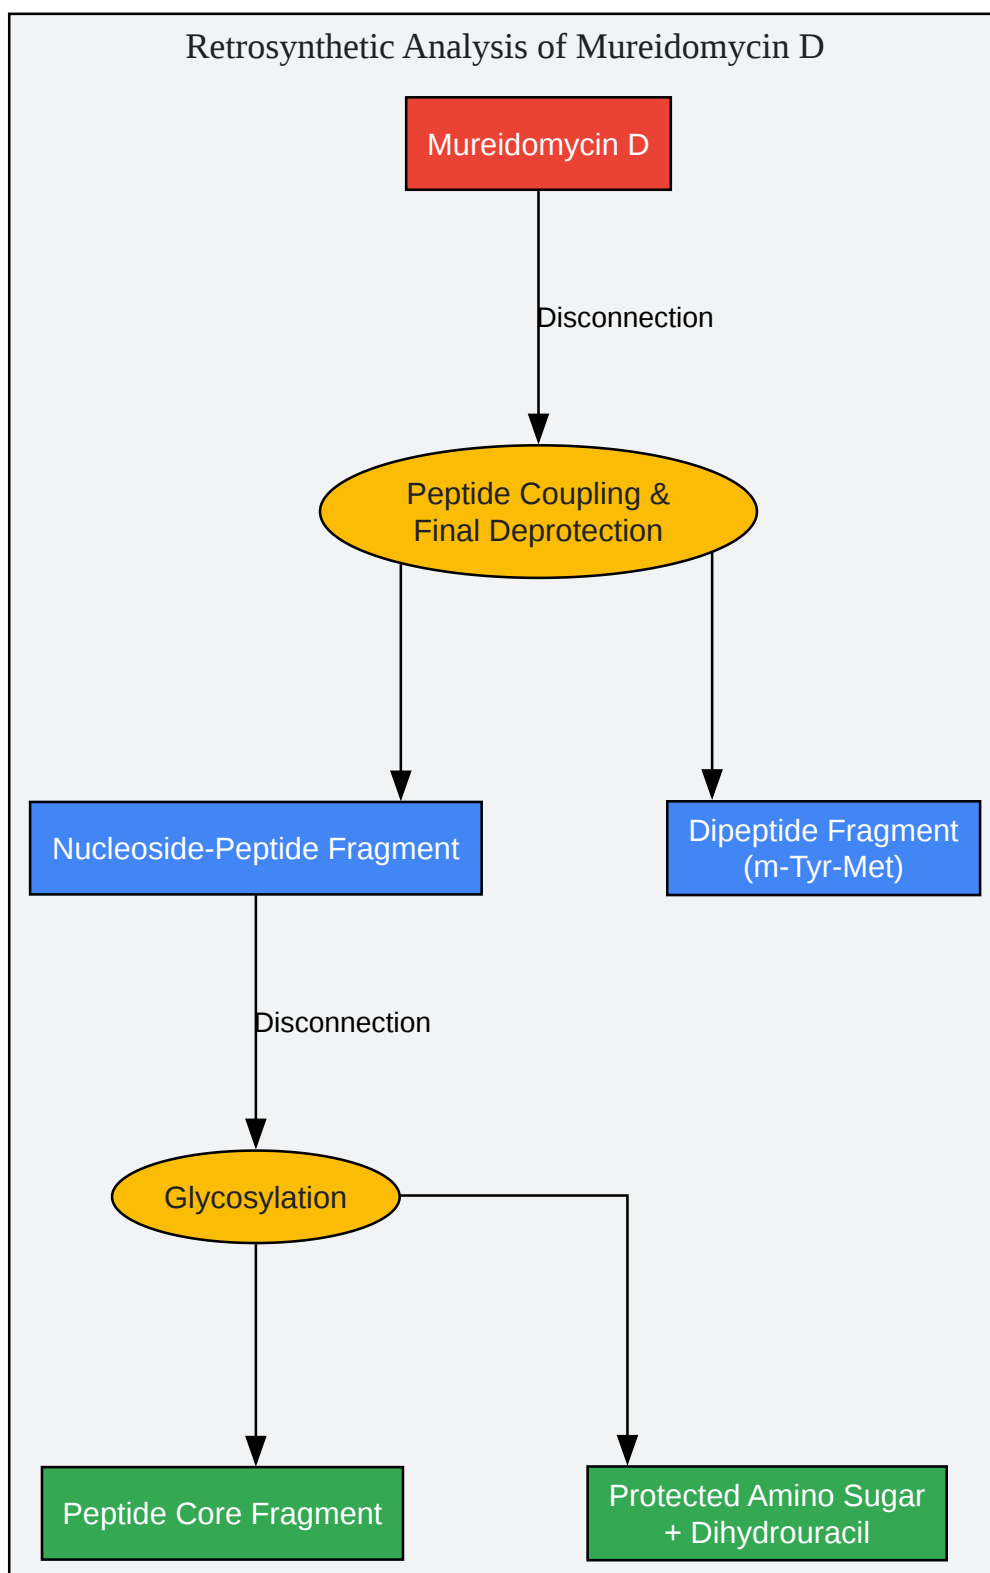 Retrosynthetic Analysis of Mureidomycin D
Mureidomycin D
Disconnection
Peptide Coupling &
Final Deprotection
Nucleoside-Peptide Fragment
Dipeptide Fragment
(m-Tyr-Met)
Disconnection
Glycosylation
Peptide Core Fragment
Protected Amino Sugar
+ Dihydrouracil